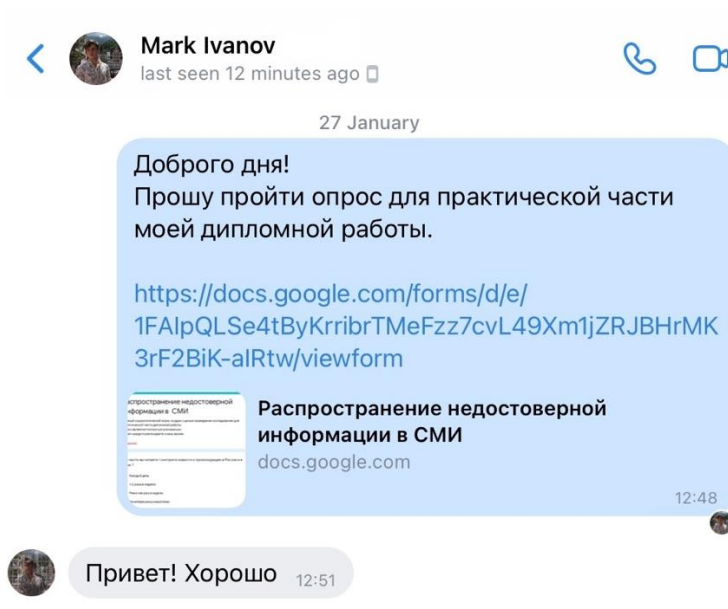 Mark Ivanov
last seen 12 minutes ago
27 January
Доброго дня!
Прошу пройти опрос для практической части
моей дипломной работы.
https://docs.google.com/forms/d/e/
1FAIpQLSe4tByKrribrTMeFzz7cvL49Xm1jZRJBHrMK
3rF2BiK-aIRtw/viewform
Распространение недостоверной
информации в СМИ
docs.google.com
12:48
Привет! Хорошо 12:51